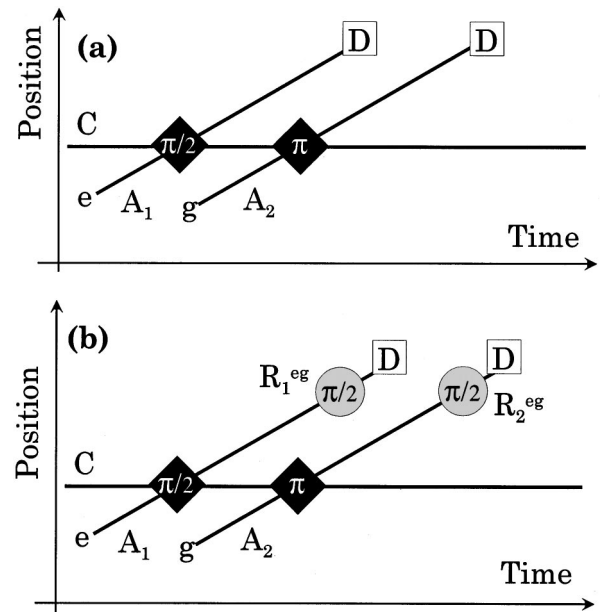 (a)
Position
D
D
C
π/2
π
e
A₁
g
A₂
Time
(b)
Position
D
D
R₁ᵉᵍ
π/2
π/2
R₂ᵉᵍ
C
π/2
π
e
A₁
g
A₂
Time